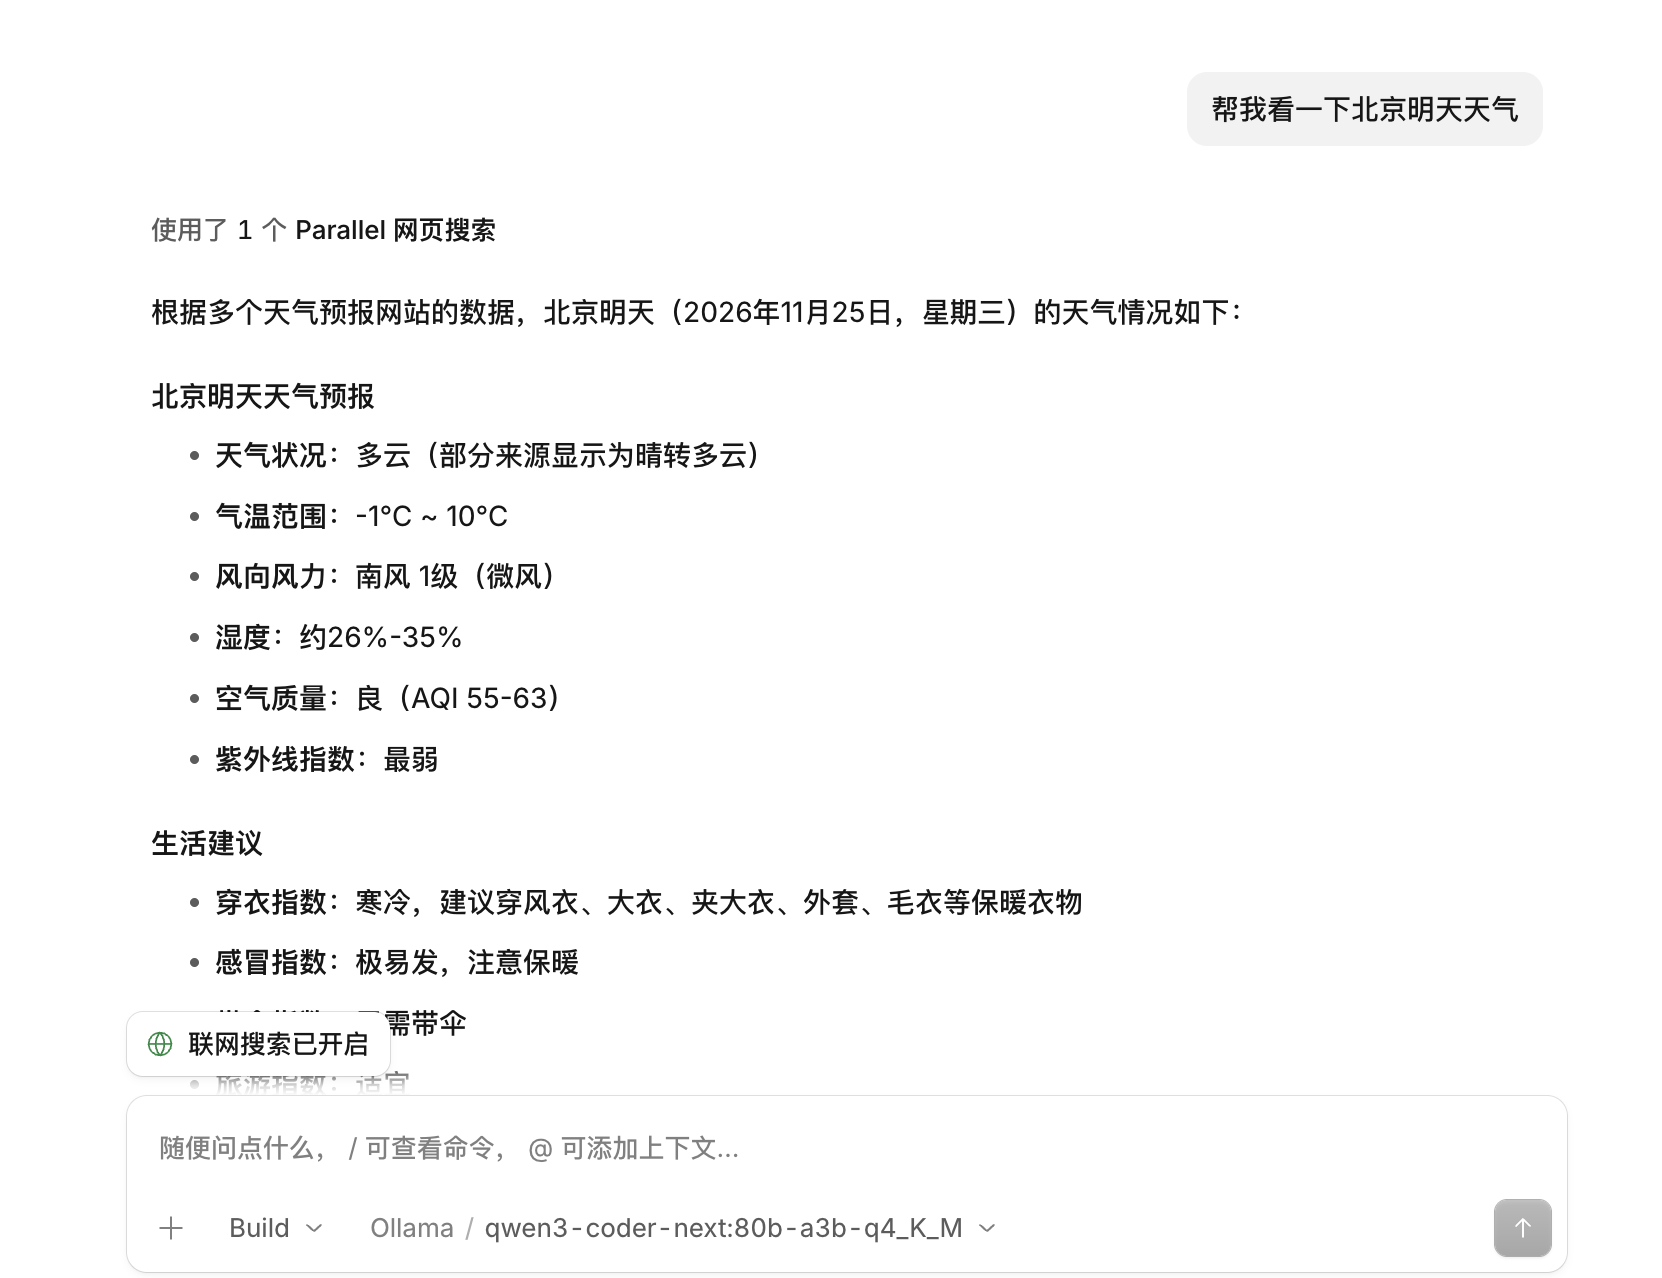 帮我看一下北京明天天气
使用了 1 个 Parallel 网页搜索
根据多个天气预报网站的数据，北京明天（2026年11月25日，星期三）的天气情况如下：
北京明天天气预报
• 天气状况：多云（部分来源显示为晴转多云）
• 气温范围：-1°C ~ 10°C
• 风向风力：南风 1级（微风）
• 湿度：约26%-35%
• 空气质量：良（AQI 55-63）
• 紫外线指数：最弱
生活建议
• 穿衣指数：寒冷，建议穿风衣、大衣、夹大衣、外套、毛衣等保暖衣物
• 感冒指数：极易发，注意保暖
需带伞
联网搜索已开启
• 旅游指数：适宜
随便问点什么， / 可查看命令， @ 可添加上下文...
Build Ollama / qwen3-coder-next:80b-a3b-q4_K_M